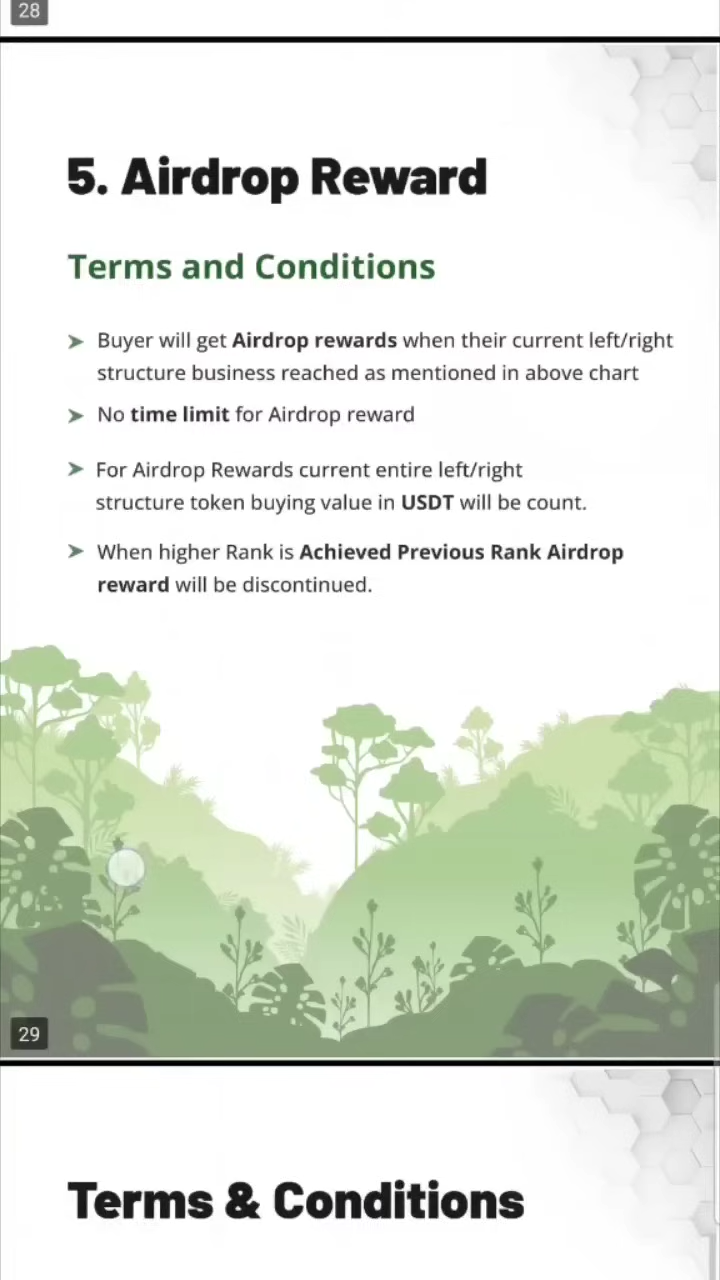 28
5. Airdrop Reward
Terms and Conditions
➤ Buyer will get Airdrop rewards when their current left/right
structure business reached as mentioned in above chart
➤ No time limit for Airdrop reward
➤ For Airdrop Rewards current entire left/right
structure token buying value in USDT will be count.
➤ When higher Rank is Achieved Previous Rank Airdrop
reward will be discontinued.
29
Terms & Conditions